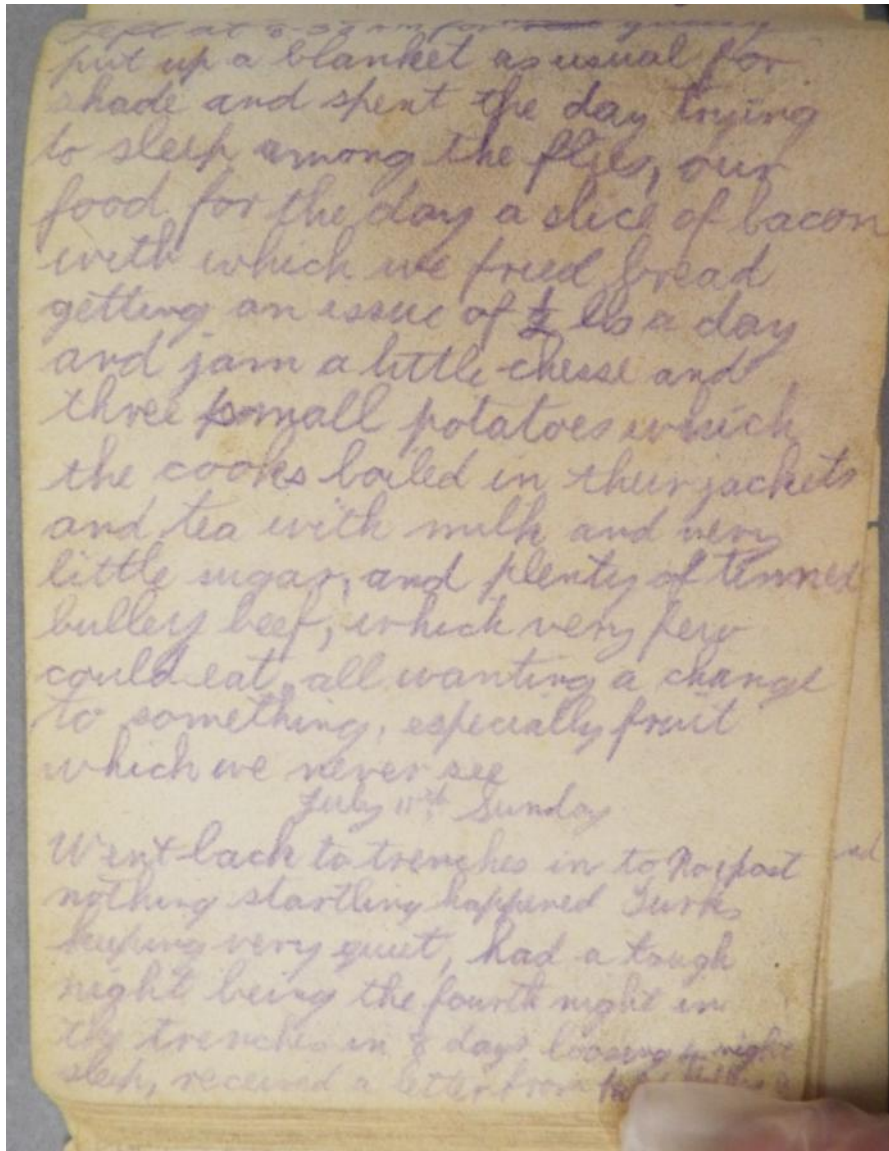 put up a blanket as usual for
shade and spent the day trying
to sleep among the flies, our
food for the day a slice of bacon
with which we fried bread
getting an issue of ½ lb a day
and jam a little chesse and
three small potatoes which
the cooks boiled in their jackets
and tea with milk and very
little sugar, and plenty of tinned
bulley beef, which very few
could eat, all wanting a change
to something, especially fruit
which we never see
July 11th Sunday
Went back to trenches in to No 1 post
nothing startling happened Turks
keeping very quiet, had a tough
night being the fourth night in
the trenches in 8 days loosing night
sleep, received a letter from